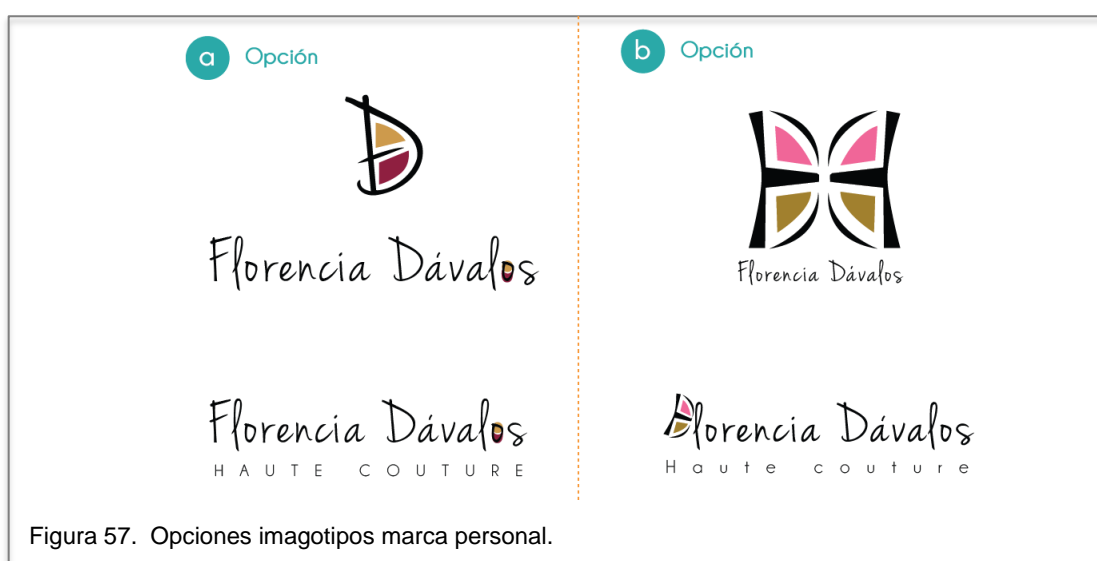 a Opción
Florencia Dávalos
Florencia Dávalos
HAUTE COUTURE
b Opción
Florencia Dávalos
Florencia Dávalos
Haute couture
Figura 57. Opciones imagotipos marca personal.